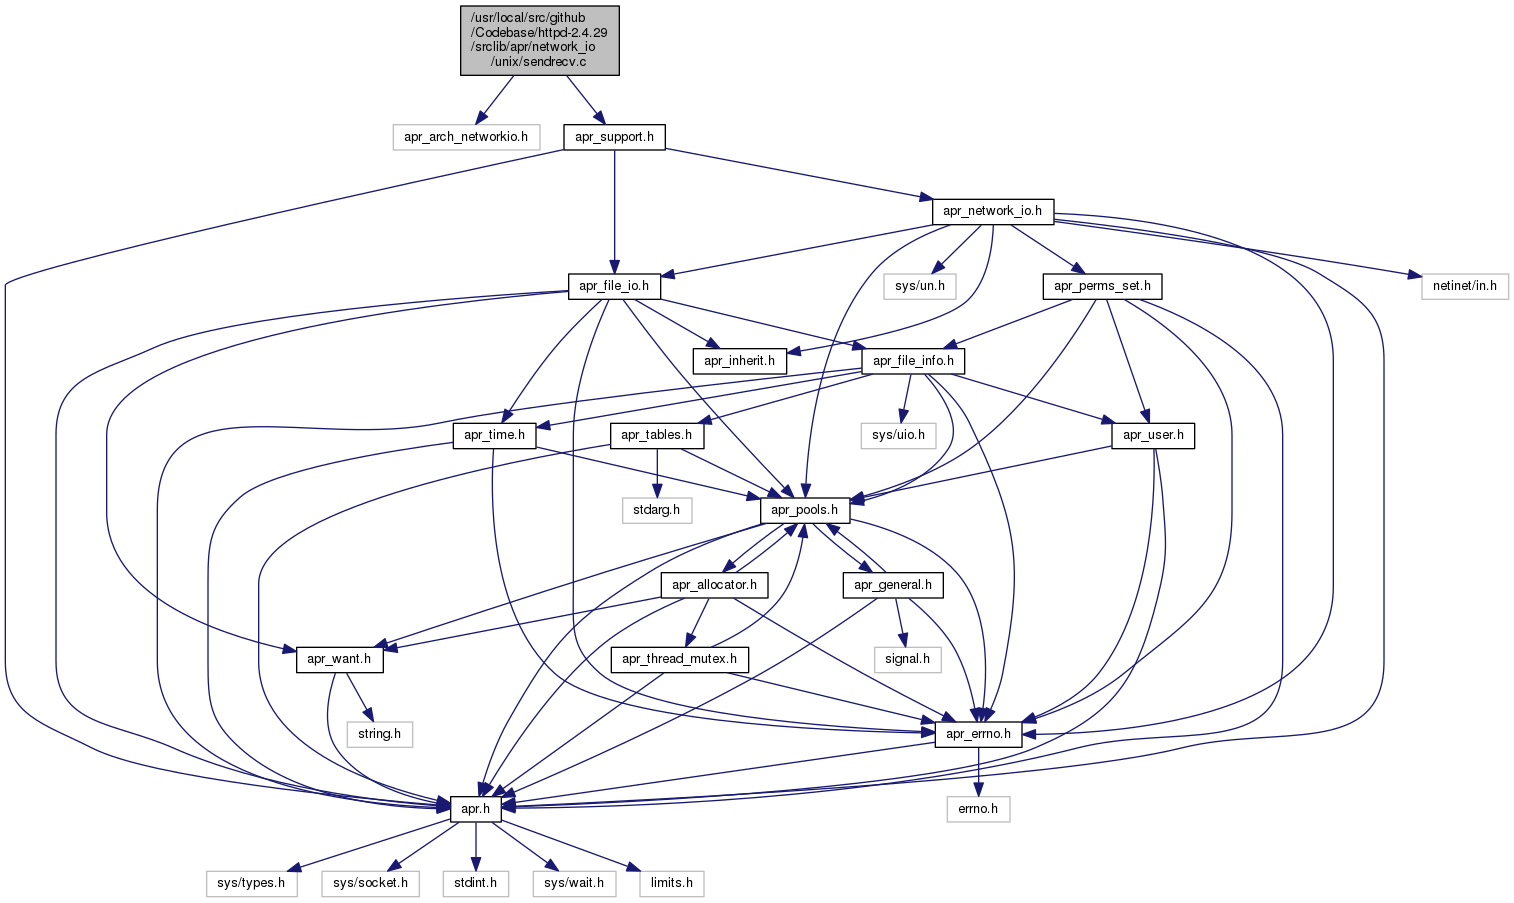 /usr/local/src/github
/Codebase/httpd-2.4.29
/srclib/apr/network_io
/unix/sendrecv.c
apr_arch_networkio.h
apr_support.h
apr_network_io.h
apr_file_io.h
sys/un.h
apr_perms_set.h
netinet/in.h
apr_inherit.h
apr_file_info.h
apr_time.h
apr_tables.h
sys/uio.h
apr_user.h
stdarg.h
apr_pools.h
apr_allocator.h
apr_general.h
apr_want.h
apr_thread_mutex.h
signal.h
string.h
apr_errno.h
apr.h
errno.h
sys/types.h
sys/socket.h
stdint.h
sys/wait.h
limits.h